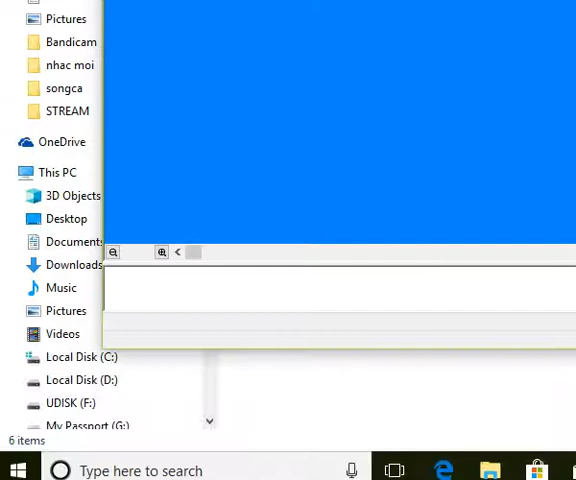 Pictures
Bandicam
nhac moi
songca
STREAM
OneDrive
This PC
3D Objects
Desktop
Documents
Downloads
Music
Pictures
Videos
Local Disk (C:)
Local Disk (D:)
UDISK (F:)
My Passport (G:)
6 items
Type here to search